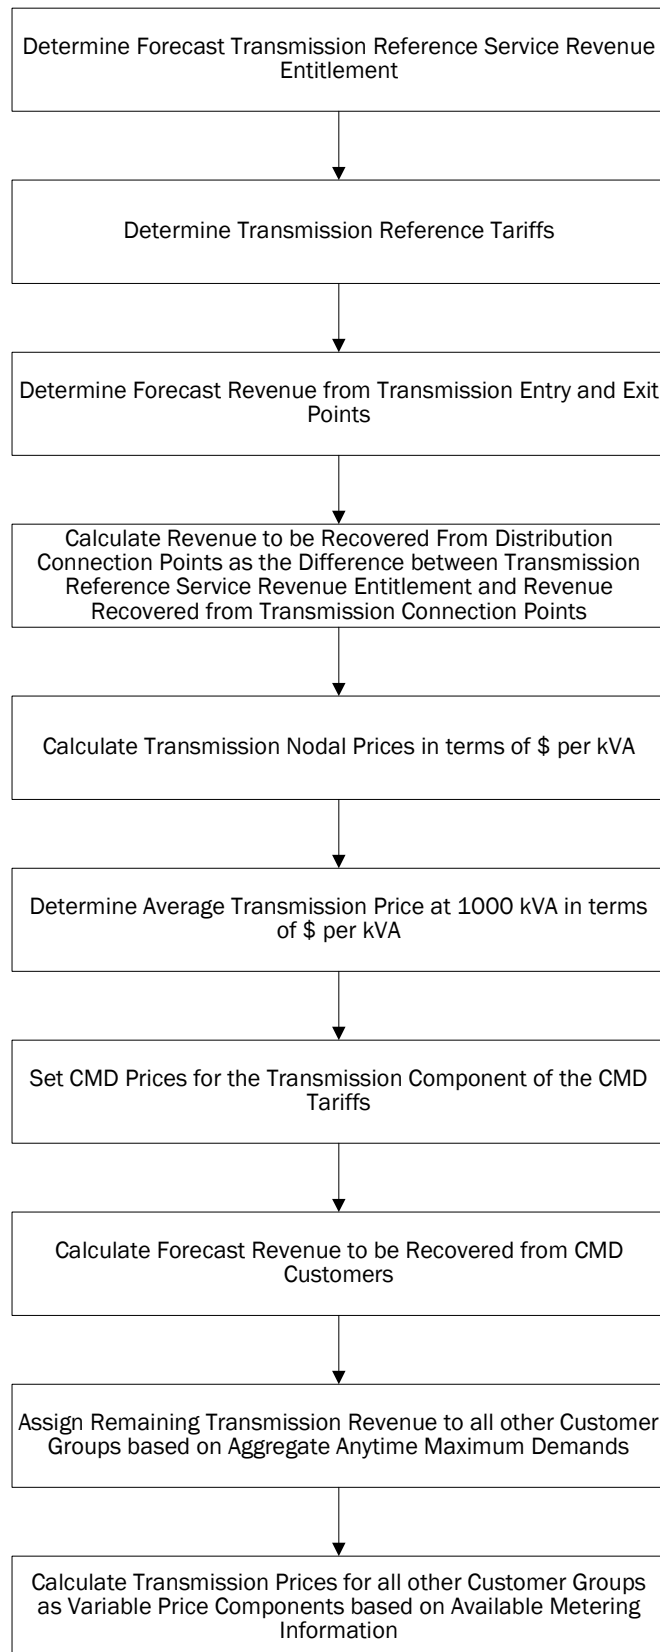 Determine Forecast Transmission Reference Service Revenue
Entitlement
Determine Transmission Reference Tariffs
Determine Forecast Revenue from Transmission Entry and Exit
Points
Calculate Revenue to be Recovered From Distribution
Connection Points as the Difference between Transmission
Reference Service Revenue Entitlement and Revenue
Recovered from Transmission Connection Points
Calculate Transmission Nodal Prices in terms of $ per kVA
Determine Average Transmission Price at 1000 kVA in terms
of $ per kVA
Set CMD Prices for the Transmission Component of the CMD
Tariffs
Calculate Forecast Revenue to be Recovered from CMD
Customers
Assign Remaining Transmission Revenue to all other Customer
Groups based on Aggregate Anytime Maximum Demands
Calculate Transmission Prices for all other Customer Groups
as Variable Price Components based on Available Metering
Information